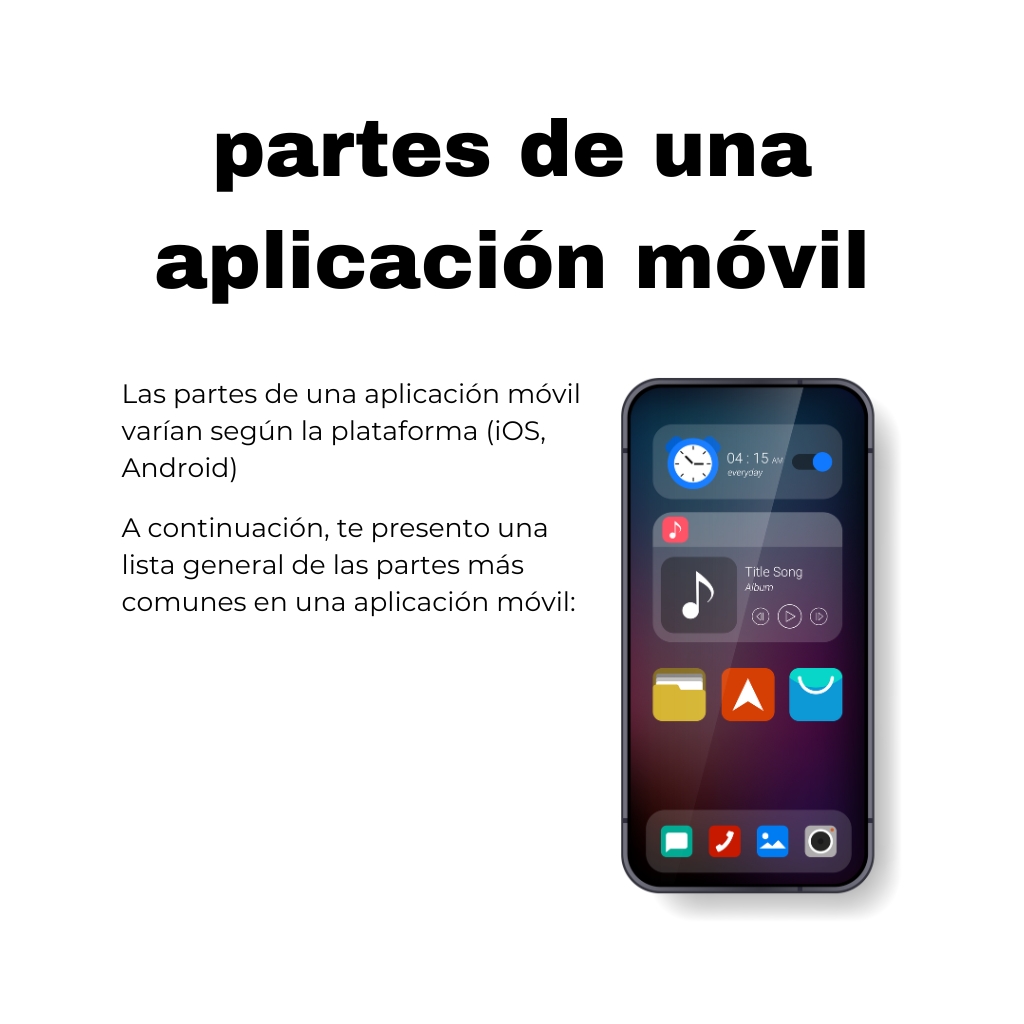 partes de una
aplicación móvil
Las partes de una aplicación móvil
varían según la plataforma (iOS,
Android)
A continuación, te presento una
lista general de las partes más
comunes en una aplicación móvil:
04 : 15 AM
everyday
Title Song
Album